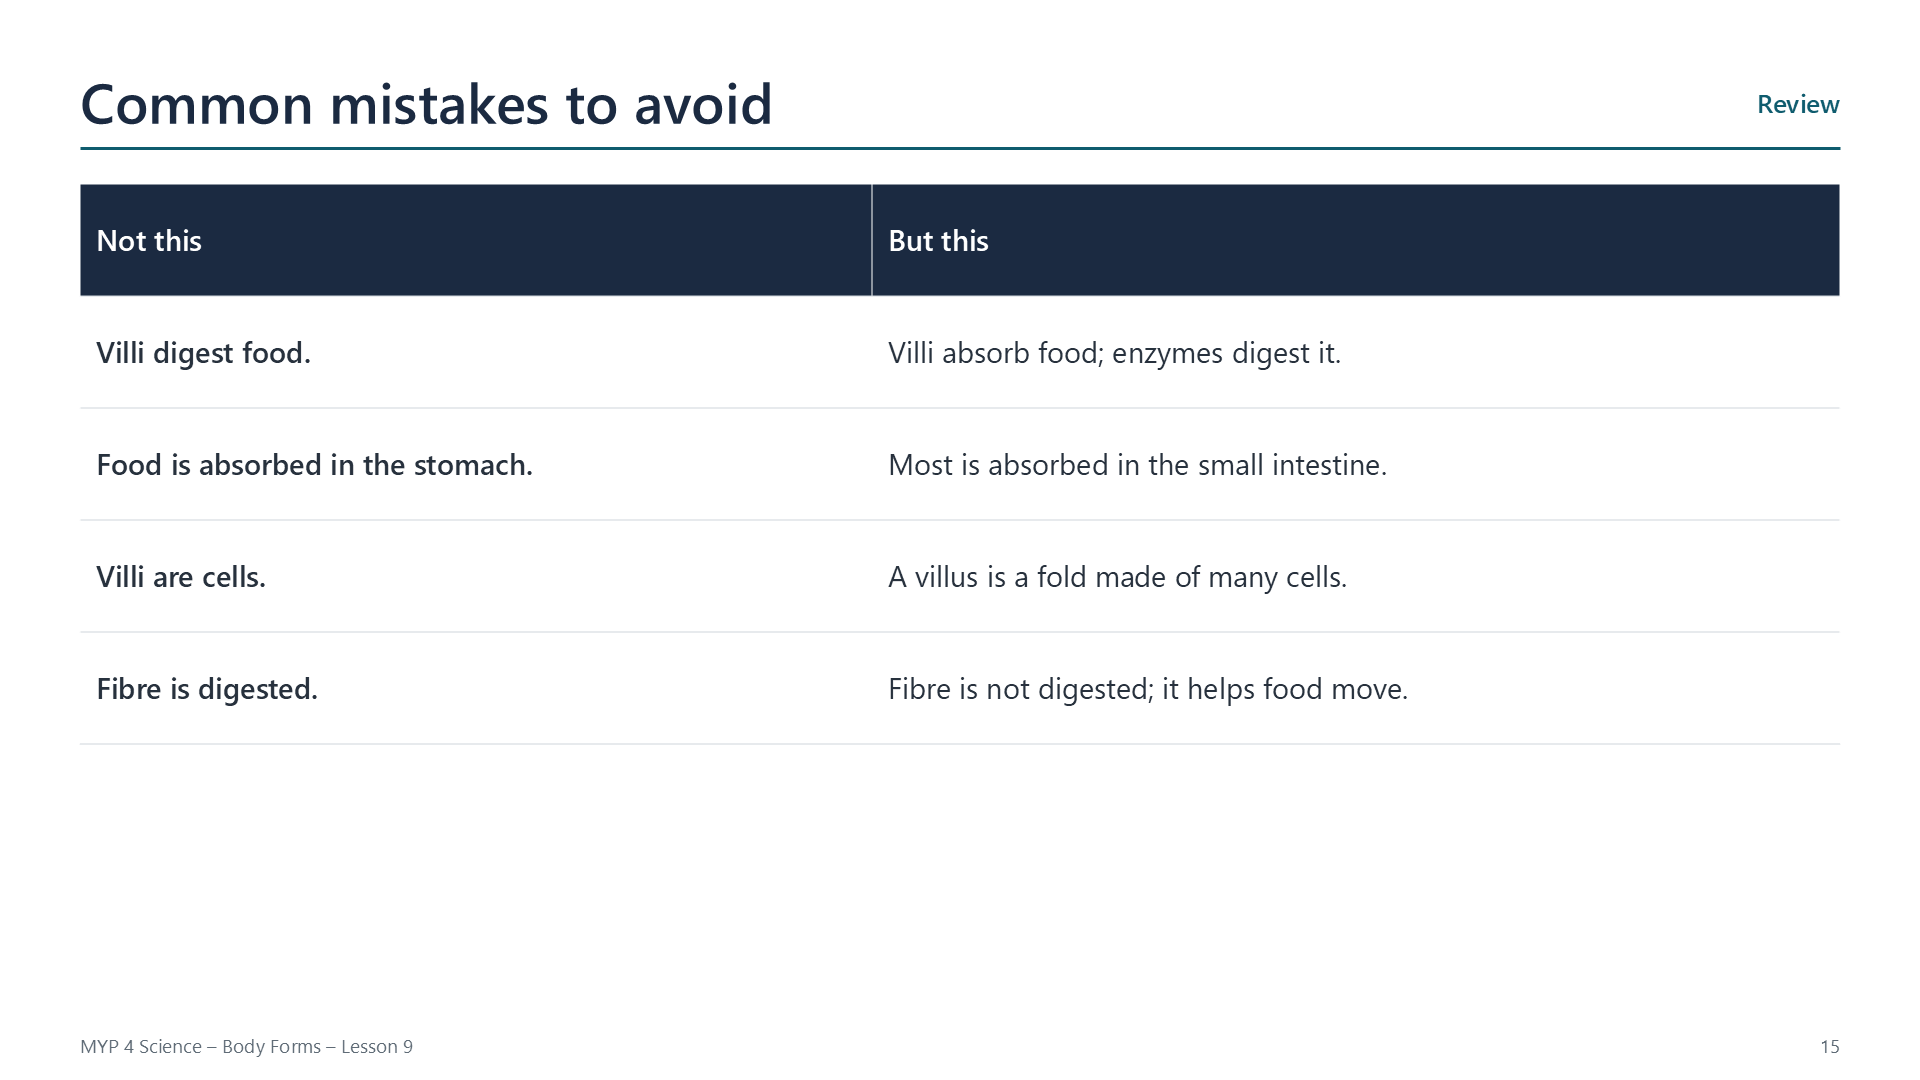 Common mistakes to avoid
Review
Not this
But this
Villi digest food.
Villi absorb food; enzymes digest it.
Food is absorbed in the stomach.
Most is absorbed in the small intestine.
Villi are cells.
A villus is a fold made of many cells.
Fibre is digested.
Fibre is not digested; it helps food move.
MYP 4 Science – Body Forms – Lesson 9
15